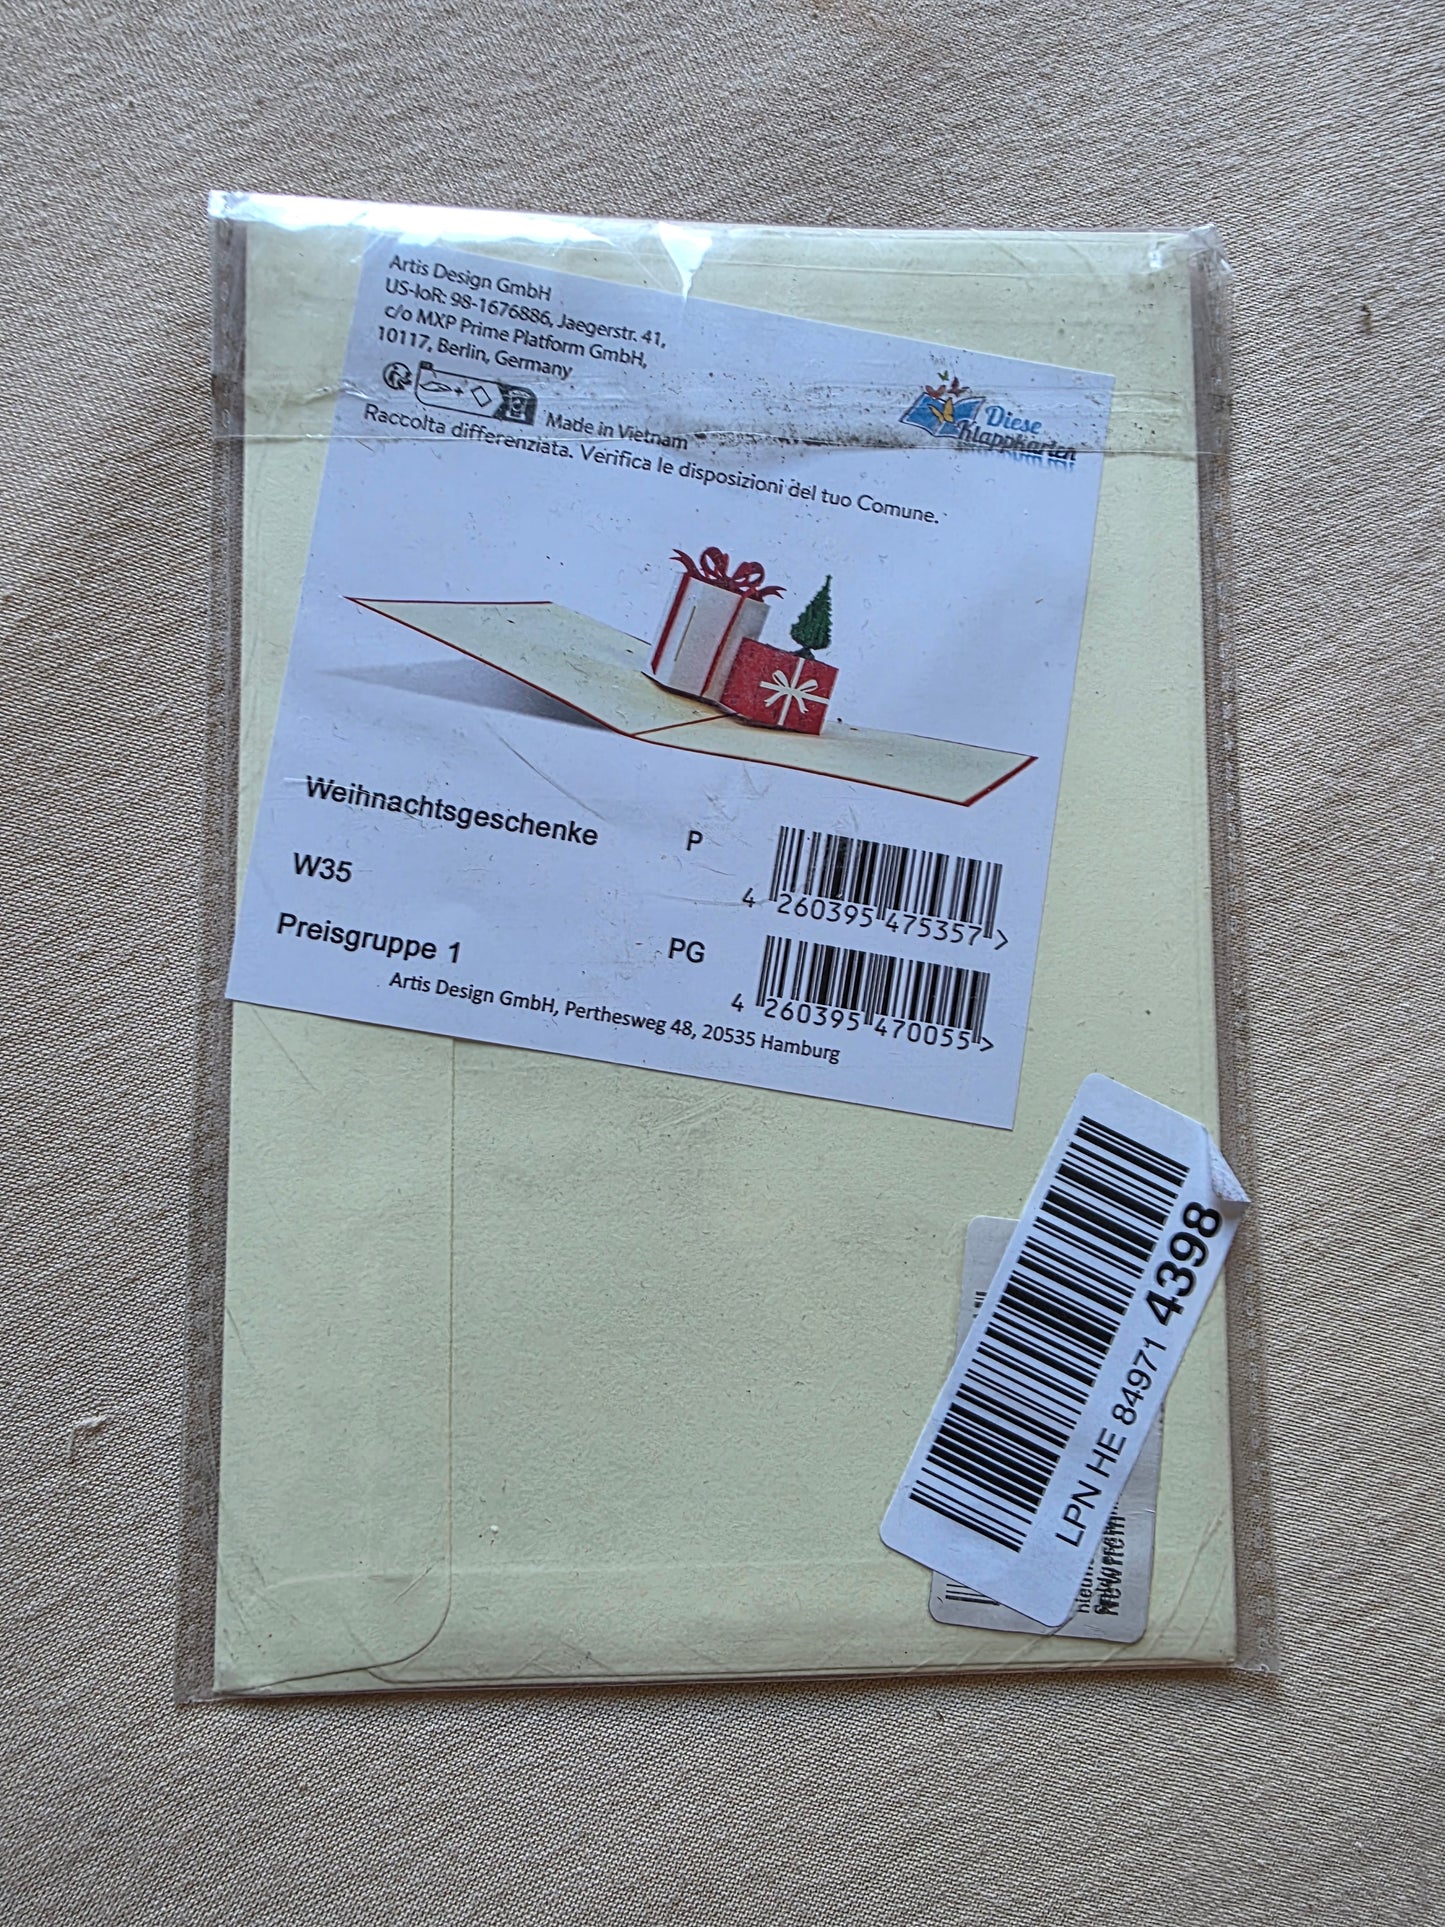 Artis Design GmbH
US-IoR: 98-1676886, Jaegerstr. 41,
c/o MXP Prime Platform GmbH,
10117, Berlin, Germany
Made in Vietnam
Raccolta differenziata. Verifica le disposizioni del tuo Comune.
Diese
Klappkarten
Weihnachtsgeschenke P
4 260395 475357 >
W35
Preisgruppe 1 PG
4 260395 470055 >
Artis Design GmbH, Perthesweg 48, 20535 Hamburg
LPN HE 84971 4398